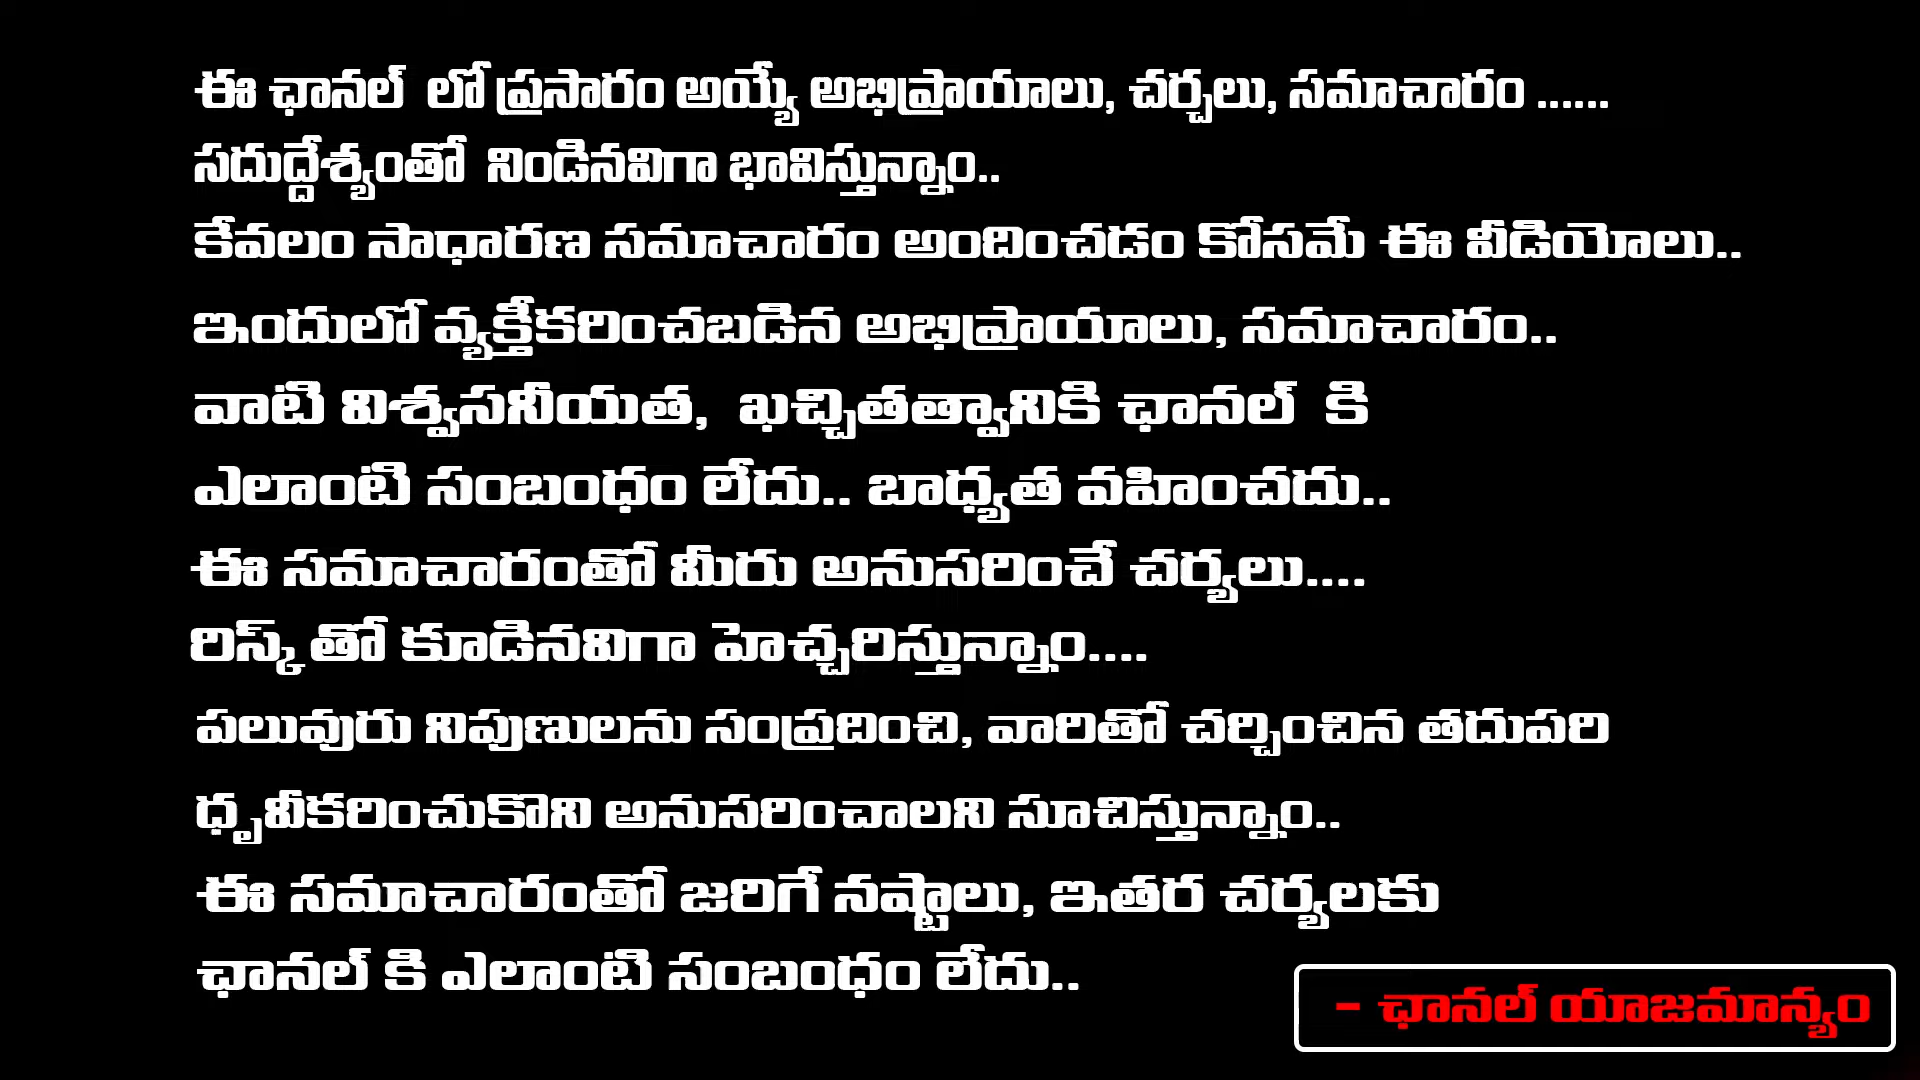 ఈ ఛానల్ లో ప్రసారం అయ్యే అభిప్రాయాలు, చర్చలు, సమాచారం ......
సదుద్దేశ్యంతో నిండినవిగా భావిస్తున్నాం..
కేవలం సాధారణ సమాచారం అందించడం కోసమే ఈ వీడియోలు..
ఇందులో వ్యక్తీకరించబడిన అభిప్రాయాలు, సమాచారం..
వాటి విశ్వసనీయత, ఖచ్చితత్వానికి ఛానల్ కి
ఎలాంటి సంబంధం లేదు.. బాధ్యత వహించదు..
ఈ సమాచారంతో మీరు అనుసరించే చర్యలు....
రిస్క్ తో కూడినవిగా హెచ్చరిస్తున్నాం....
పలువురు నిపుణులను సంప్రదించి, వారితో చర్చించిన తదుపరి
ధృవీకరించుకొని అనుసరించాలని సూచిస్తున్నాం..
ఈ సమాచారంతో జరిగే నష్టాలు, ఇతర చర్యలకు
ఛానల్ కి ఎలాంటి సంబంధం లేదు..
- ఛానల్ యాజమాన్యం